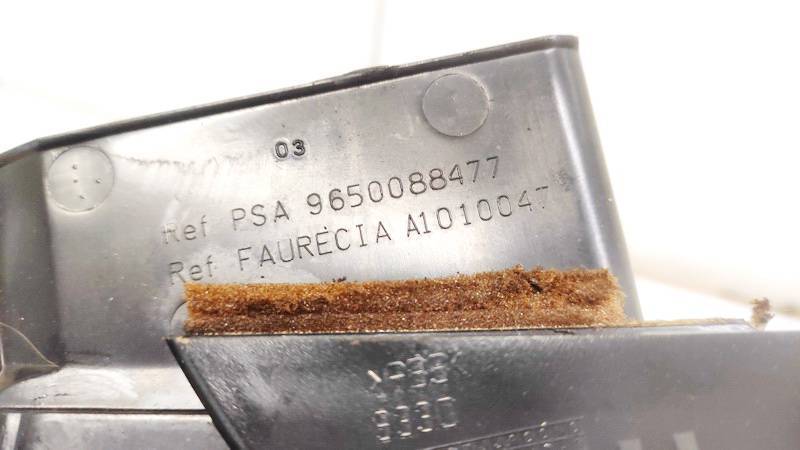 03
Ref PSA 9650088477
Ref FAURECIA A1010047